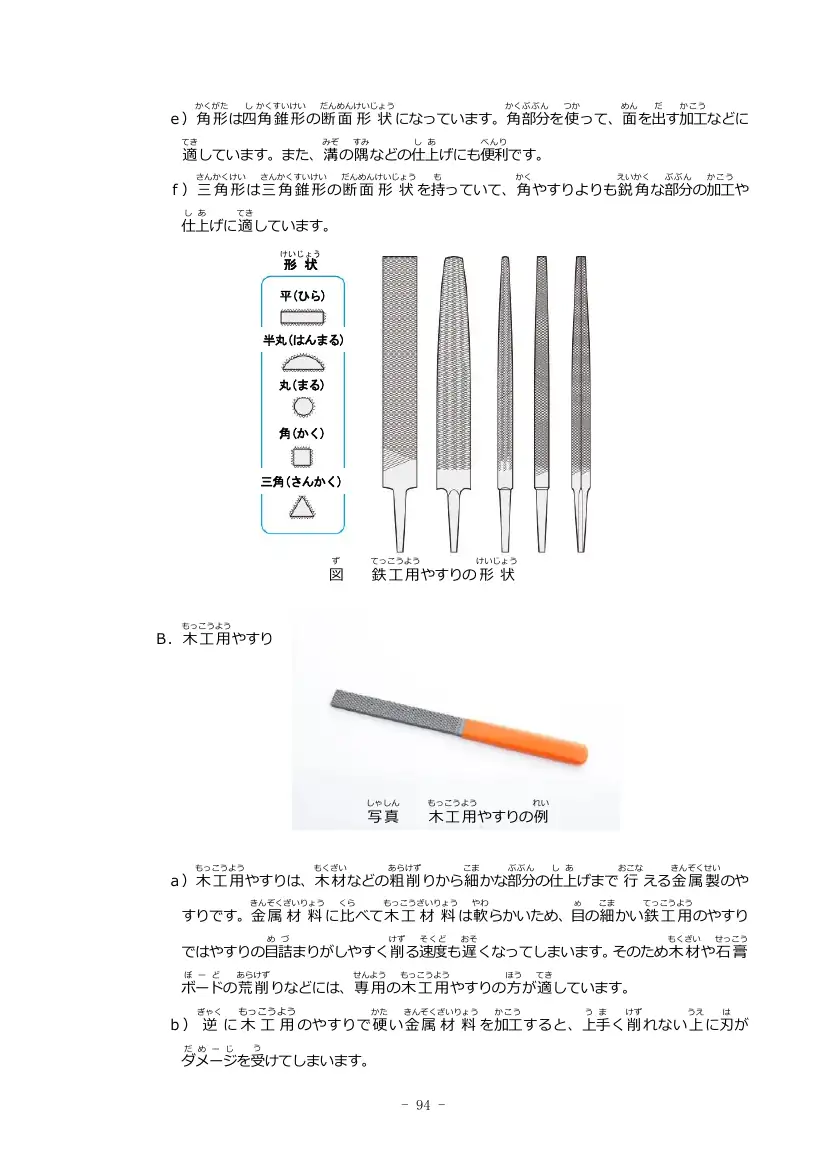 e）角形は四角錐形の断面形状になっています。角部分を使って、面を出す加工などに
適しています。また、溝の隅などの仕上げにも便利です。
f）三角形は三角錐形の断面形状を持っていて、角やすりよりも鋭角な部分の加工や
仕上げに適しています。
形状
平(ひら)
半丸(はんまる)
丸(まる)
角(かく)
三角(さんかく)
図　鉄工用やすりの形状
B．木工用やすり
写真　木工用やすりの例
a）木工用やすりは、木材などの粗削りから細かな部分の仕上げまで行える金属製のや
すりです。金属材料に比べて木工材料は軟らかいため、目の細かい鉄工用のやすり
ではやすりの目詰まりがしやすく削る速度も遅くなってしまいます。そのため木材や石膏
ボードの荒削りなどには、専用の木工用やすりの方が適しています。
b）逆に木工用のやすりで硬い金属材料を加工すると、上手く削れない上に刃が
ダメージを受けてしまいます。
- 94 -